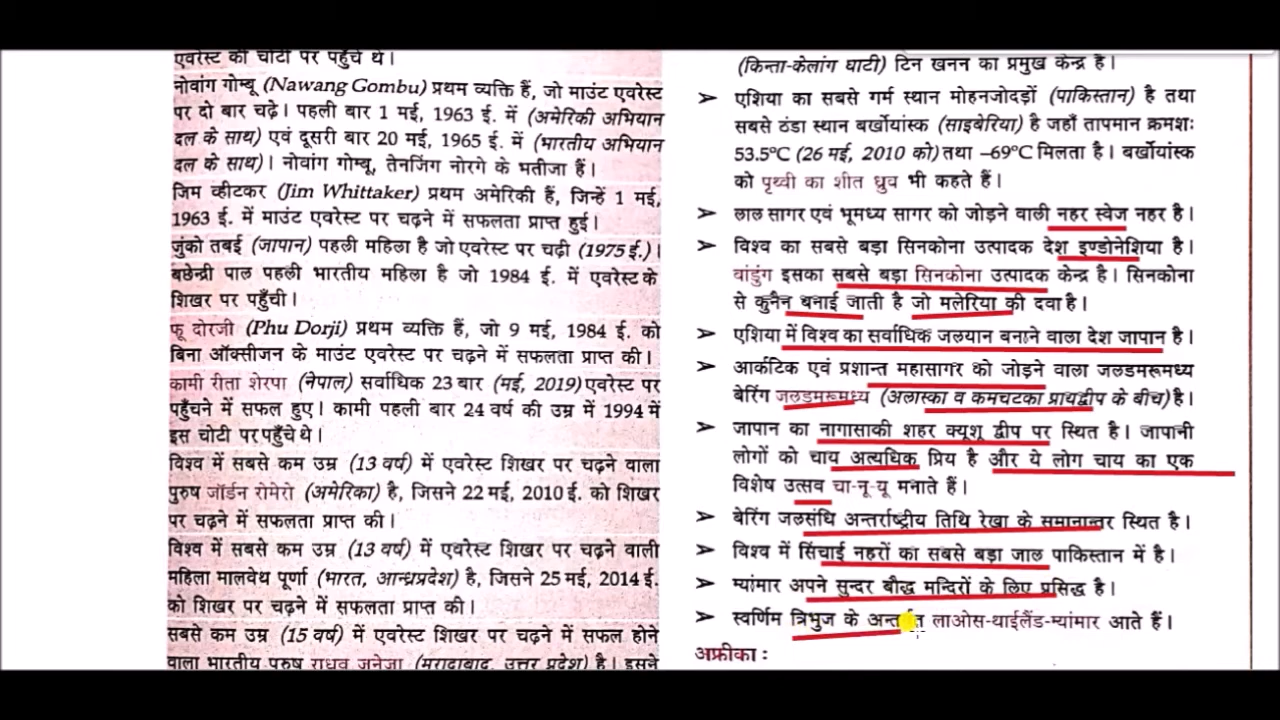 एवरेस्ट की चोटी पर पहुँचे थे।
नोवांग गोम्बू (Nawang Gombu) प्रथम व्यक्ति हैं, जो माउंट एवरेस्ट
पर दो बार चढ़े। पहली बार 1 मई, 1963 ई. में (अमेरिकी अभियान
दल के साथ) एवं दूसरी बार 20 मई, 1965 ई. में (भारतीय अभियान
दल के साथ)। नोवांग गोम्बू, तेनजिंग नोरगे के भतीजा हैं।
जिम व्हीटकर (Jim Whittaker) प्रथम अमेरिकी हैं, जिन्हें 1 मई,
1963 ई. में माउंट एवरेस्ट पर चढ़ने में सफलता प्राप्त हुई।
जुंको तबई (जापान) पहली महिला है जो एवरेस्ट पर चढ़ी (1975 ई.)।
बछेन्द्री पाल पहली भारतीय महिला है जो 1984 ई. में एवरेस्ट के
शिखर पर पहुँची।
फू दोरजी (Phu Dorji) प्रथम व्यक्ति हैं, जो 9 मई, 1984 ई. को
बिना ऑक्सीजन के माउंट एवरेस्ट पर चढ़ने में सफलता प्राप्त की।
कामी रीता शेरपा (नेपाल) सर्वाधिक 23 बार (मई, 2019) एवरेस्ट पर
पहुँचने में सफल हुए। कामी पहली बार 24 वर्ष की उम्र में 1994 में
इस चोटी पर पहुँचे थे।
विश्व में सबसे कम उम्र (13 वर्ष) में एवरेस्ट शिखर पर चढ़ने वाला
पुरुष जॉर्डन रोमेरो (अमेरिका) है, जिसने 22 मई, 2010 ई. को शिखर
पर चढ़ने में सफलता प्राप्त की।
विश्व में सबसे कम उम्र (13 वर्ष) में एवरेस्ट शिखर पर चढ़ने वाली
महिला मालवेथ पूर्णा (भारत, आन्ध्रप्रदेश) है, जिसने 25 मई, 2014 ई.
को शिखर पर चढ़ने में सफलता प्राप्त की।
सबसे कम उम्र (15 वर्ष) में एवरेस्ट शिखर पर चढ़ने में सफल होने
वाला भारतीय पुरुष राघव जनेजा (मुरादाबाद, उत्तर प्रदेश) है। इसने
(किन्ता-केलांग घाटी) टिन खनन का प्रमुख केन्द्र है।
➤ एशिया का सबसे गर्म स्थान मोहनजोदड़ों (पाकिस्तान) है तथा
सबसे ठंडा स्थान बर्खोयांस्क (साइबेरिया) है जहाँ तापमान क्रमशः
53.5°C (26 मई, 2010 को) तथा –69°C मिलता है। बर्खोयांस्क
को पृथ्वी का शीत ध्रुव भी कहते हैं।
➤ लाल सागर एवं भूमध्य सागर को जोड़ने वाली नहर स्वेज नहर है।
➤ विश्व का सबसे बड़ा सिनकोना उत्पादक देश इण्डोनेशिया है।
वांडुंग इसका सबसे बड़ा सिनकोना उत्पादक केन्द्र है। सिनकोना
से कुनैन बनाई जाती है जो मलेरिया की दवा है।
➤ एशिया में विश्व का सर्वाधिक जलयान बनाने वाला देश जापान है।
➤ आर्कटिक एवं प्रशान्त महासागर को जोड़ने वाला जलडमरूमध्य
बेरिंग जलडमरूमध्य (अलास्का व कमचटका प्रायद्वीप के बीच) है।
➤ जापान का नागासाकी शहर क्यूशू द्वीप पर स्थित है। जापानी
लोगों को चाय अत्यधिक प्रिय है और ये लोग चाय का एक
विशेष उत्सव चा-नू-यू मनाते हैं।
➤ बेरिंग जलसंधि अन्तर्राष्ट्रीय तिथि रेखा के समानान्तर स्थित है।
➤ विश्व में सिंचाई नहरों का सबसे बड़ा जाल पाकिस्तान में है।
➤ म्यांमार अपने सुन्दर बौद्ध मन्दिरों के लिए प्रसिद्ध है।
➤ स्वर्णिम त्रिभुज के अन्तर्गत लाओस-थाईलैंड-म्यांमार आते हैं।
अफ्रीका :